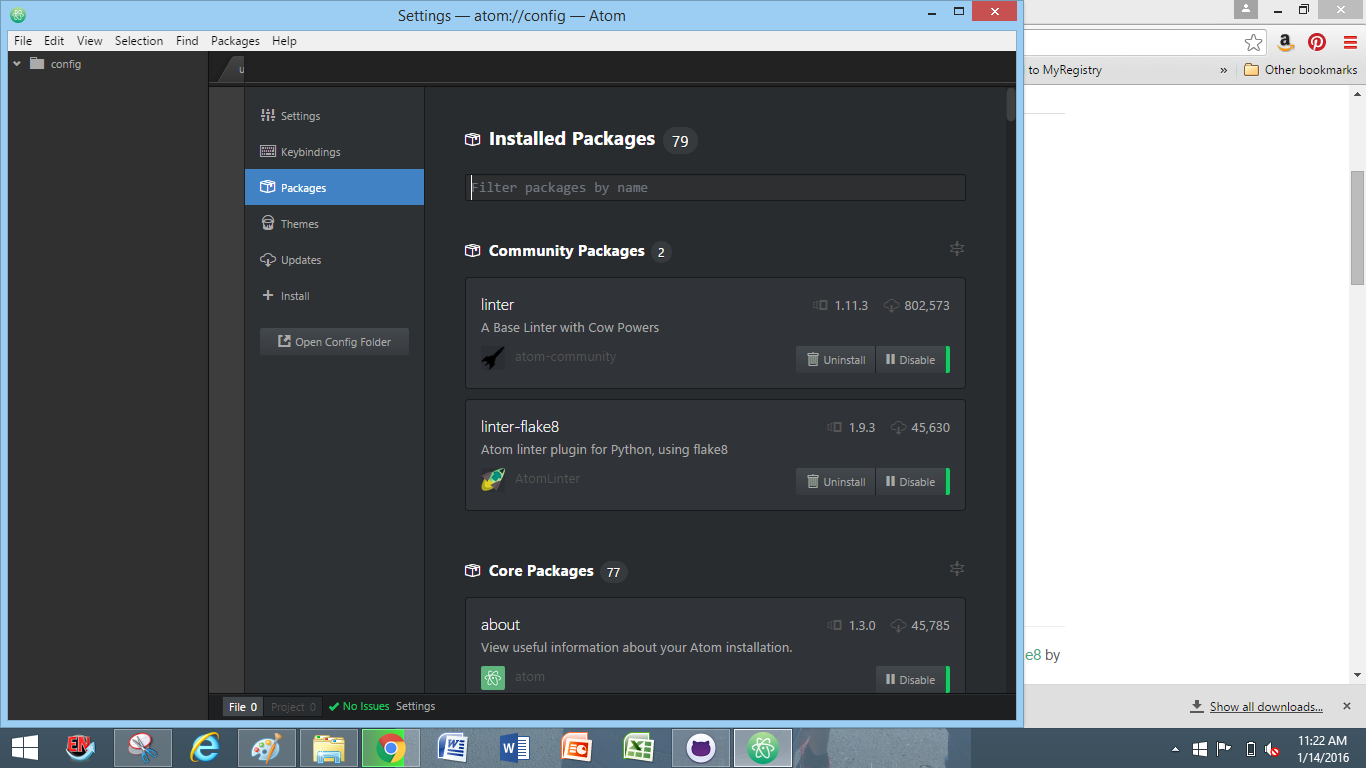 Settings — atom://config — Atom
File Edit View Selection Find Packages Help
config
u
Settings
Keybindings
Packages
Themes
Updates
Install
Open Config Folder
Installed Packages 79
Filter packages by name
Community Packages 2
linter 1.11.3 802,573
A Base Linter with Cow Powers
atom-community Uninstall Disable
linter-flake8 1.9.3 45,630
Atom linter plugin for Python, using flake8
AtomLinter Uninstall Disable
Core Packages 77
about 1.3.0 45,785
View useful information about your Atom installation.
atom Disable
File 0 Project 0 No Issues Settings
to MyRegistry » Other bookmarks
e8 by
Show all downloads...
11:22 AM
1/14/2016